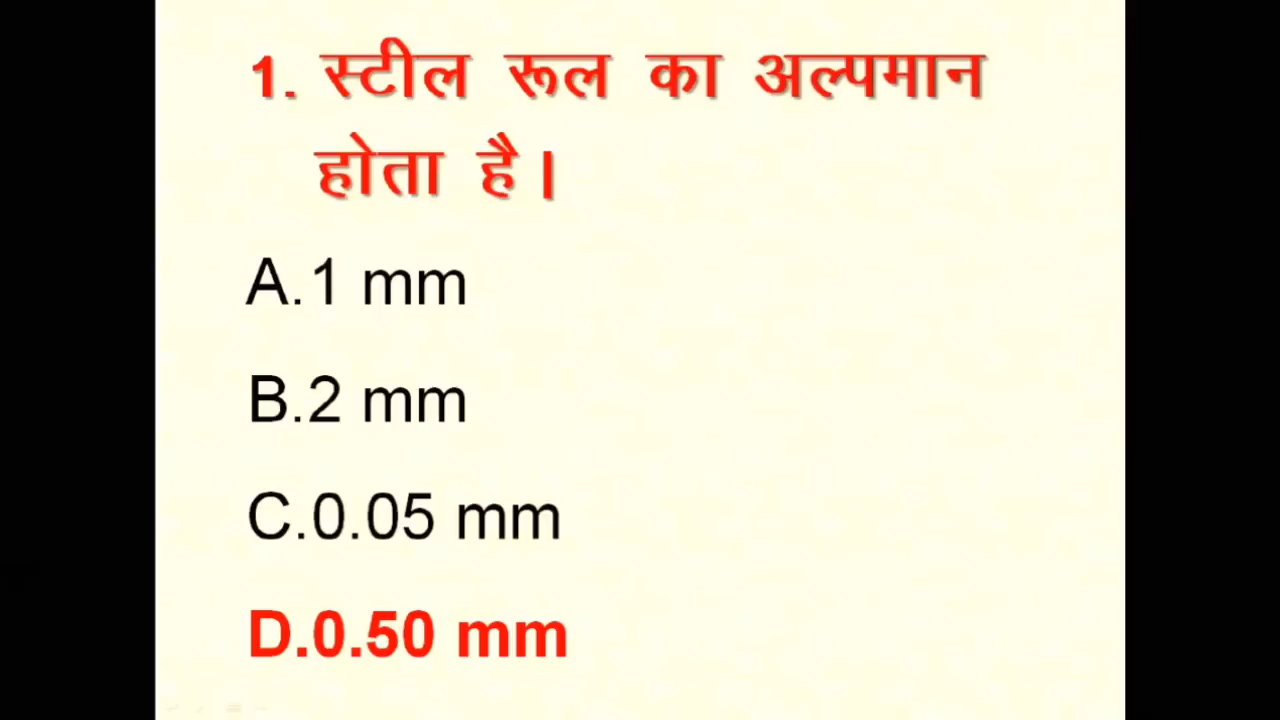 1. स्टील रूल का अल्पमान
होता है।
A.1 mm
B.2 mm
C.0.05 mm
D.0.50 mm